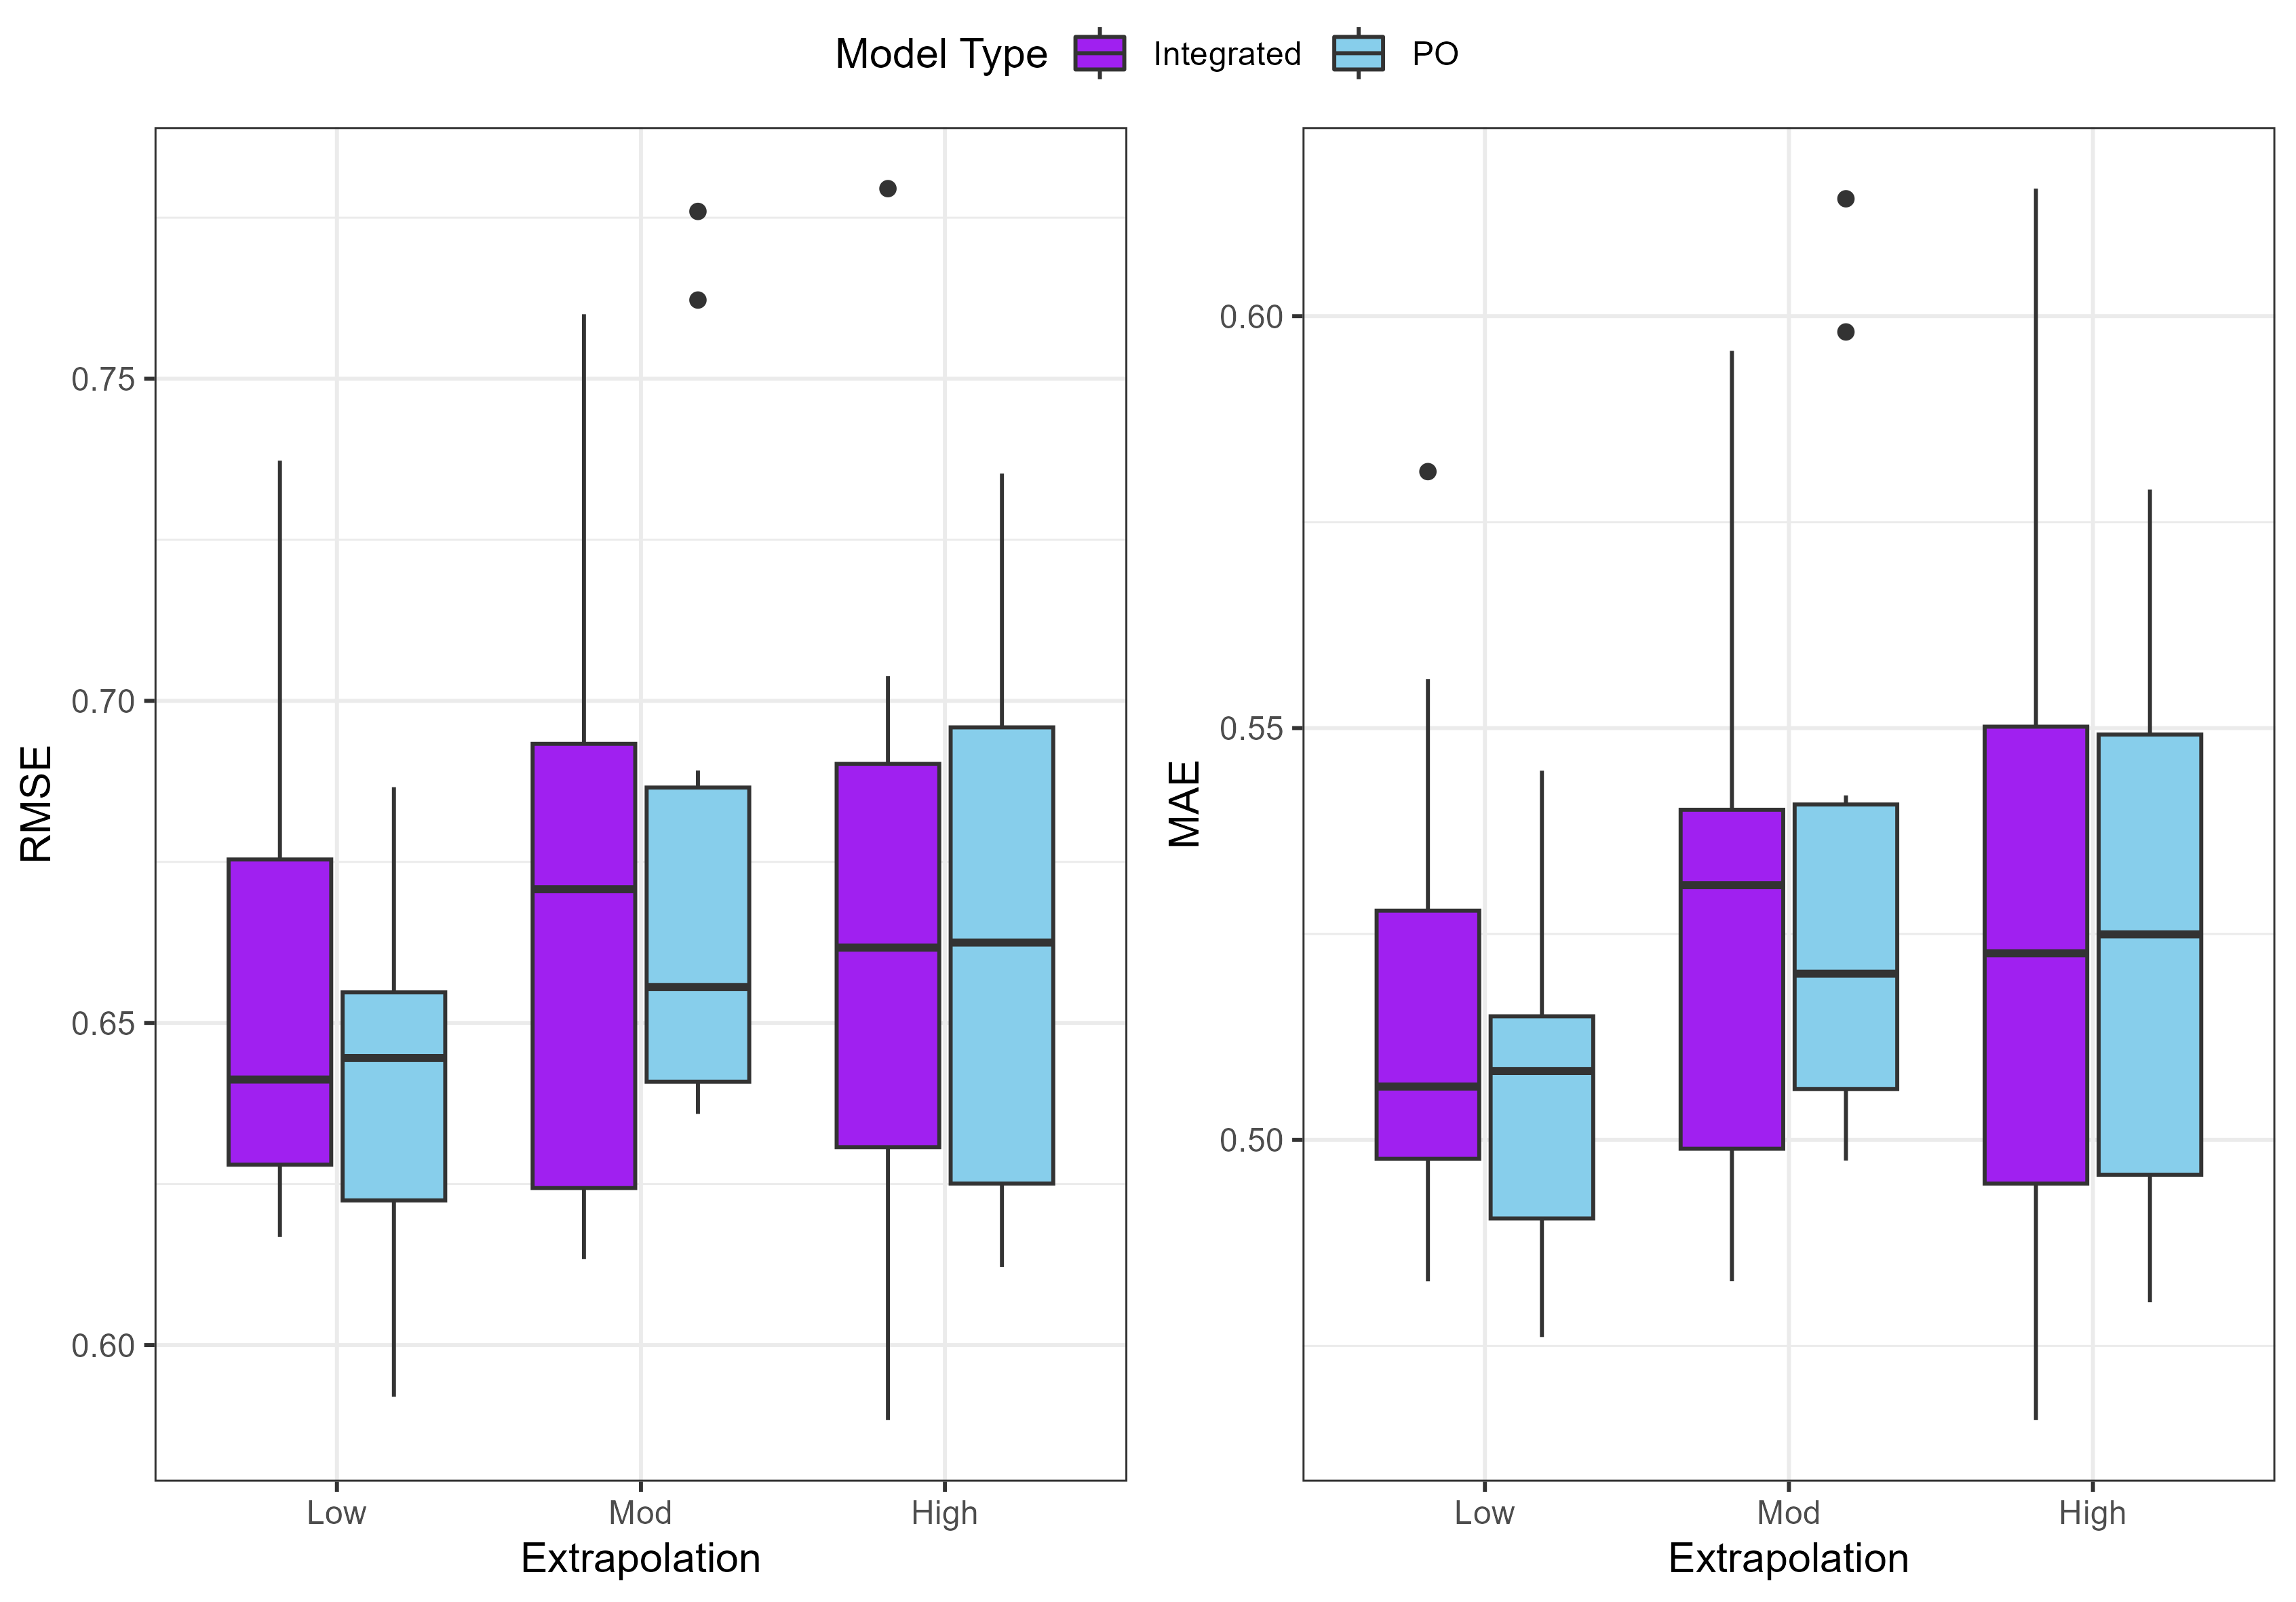 Model Type Integrated PO
RMSE
0.75
0.70
0.65
0.60
Low Mod High
Extrapolation
MAE
0.60
0.55
0.50
Low Mod High
Extrapolation